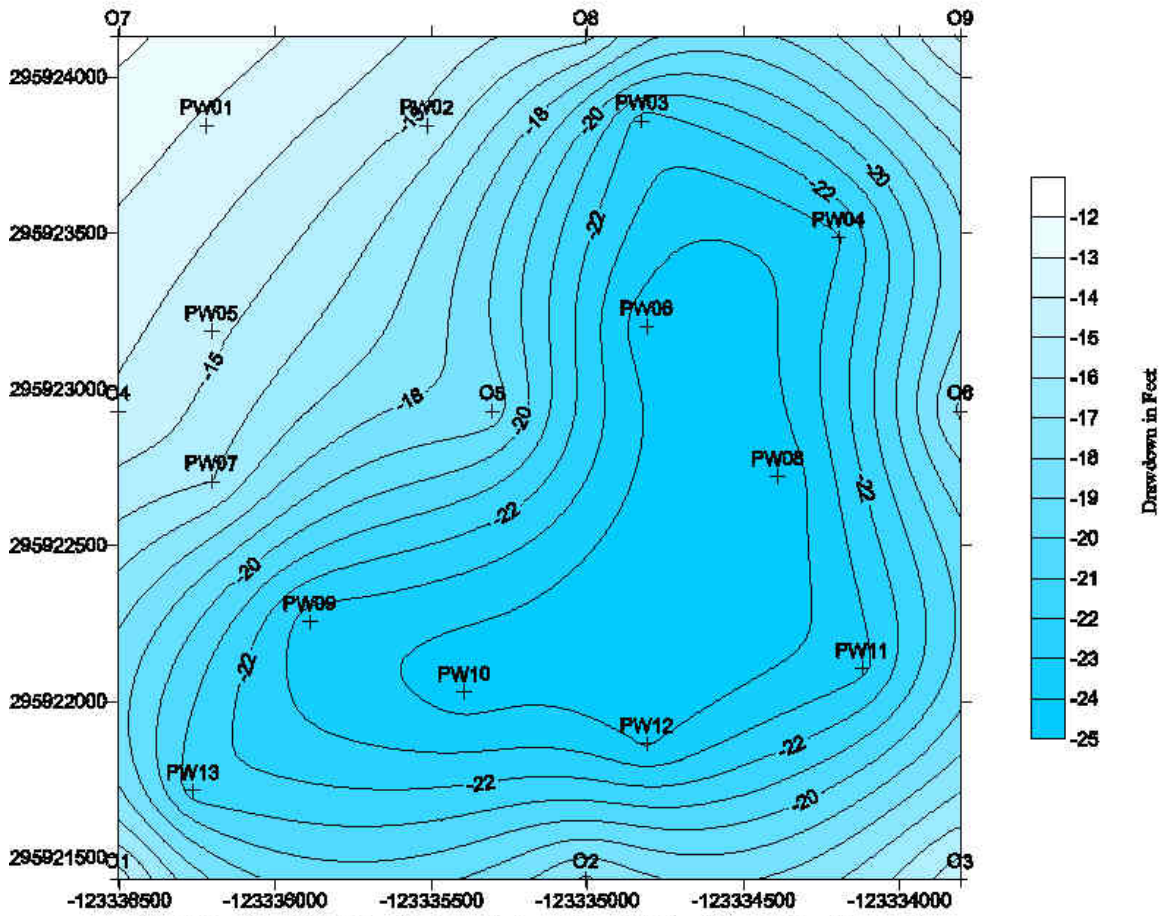 O7 O8 O9
295924000
PW01 PW02 PW03
-15 -18 -20
-20
-12
-22 -13
PW04 -14
295923500 -22
-15
PW05 PW06 -16
-15 -17
295923000 O4 -18 O5 O6
-20 -18
PW07 PW08 -19
-22 -20
-22
295922500 -21
-20
PW09 -22
-22 PW11 -23
295922000 PW10 -24
PW12 -25
-22
PW13 -22
-20
295921500 O1 O2 O3
-123336500 -123336000 -123335500 -123335000 -123334500 -123334000
Drawdown in Feet